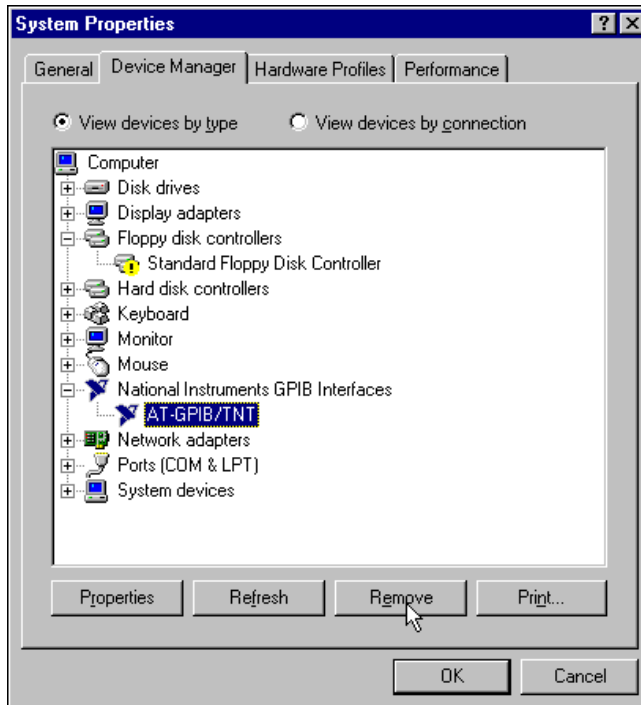 System Properties
General Device Manager Hardware Profiles Performance
View devices by type View devices by connection
Computer
Disk drives
Display adapters
Floppy disk controllers
Standard Floppy Disk Controller
Hard disk controllers
Keyboard
Monitor
Mouse
National Instruments GPIB Interfaces
AT-GPIB/TNT
Network adapters
Ports (COM & LPT)
System devices
Properties Refresh Remove Print...
OK Cancel